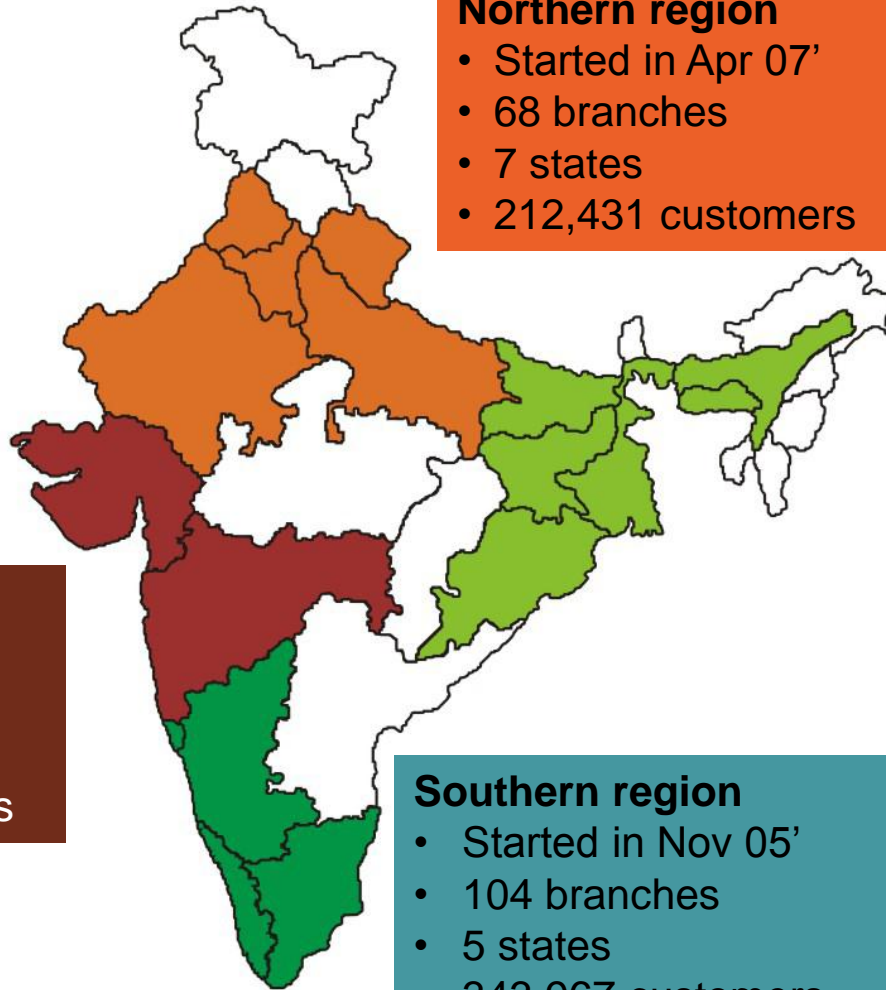 Northern region
• Started in Apr 07’
• 68 branches
• 7 states
• 212,431 customers
s
Southern region
• Started in Nov 05’
• 104 branches
• 5 states